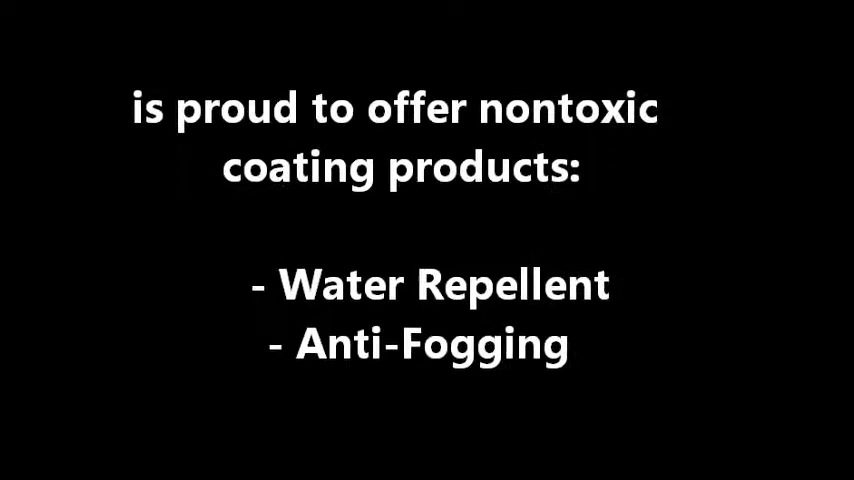 is proud to offer nontoxic
coating products:
- Water Repellent
- Anti-Fogging